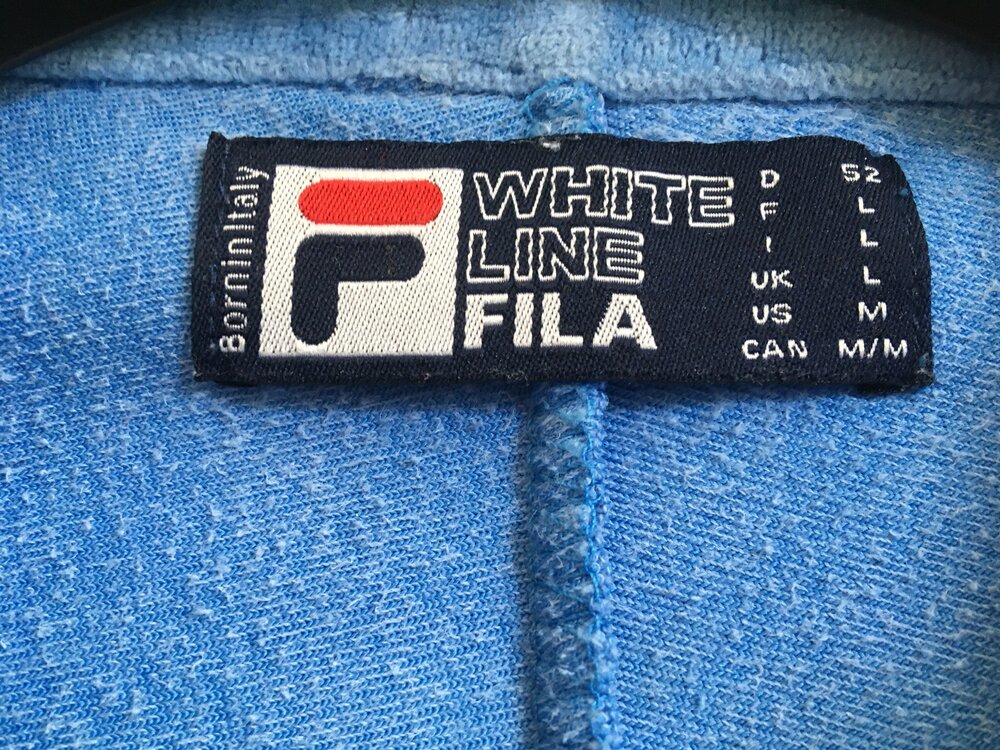 BorninItaly
WHITE
LINE
FILA
D 52
F L
I L
UK L
US M
CAN M/M